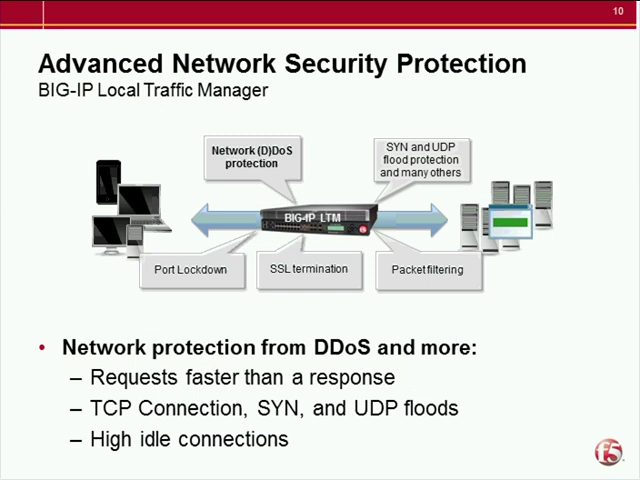 10
Advanced Network Security Protection
BIG-IP Local Traffic Manager
Network (D)DoS
protection
SYN and UDP
flood protection
and many others
BIG-IP LTM
Port Lockdown
SSL termination
Packet filtering
• Network protection from DDoS and more:
– Requests faster than a response
– TCP Connection, SYN, and UDP floods
– High idle connections
f5